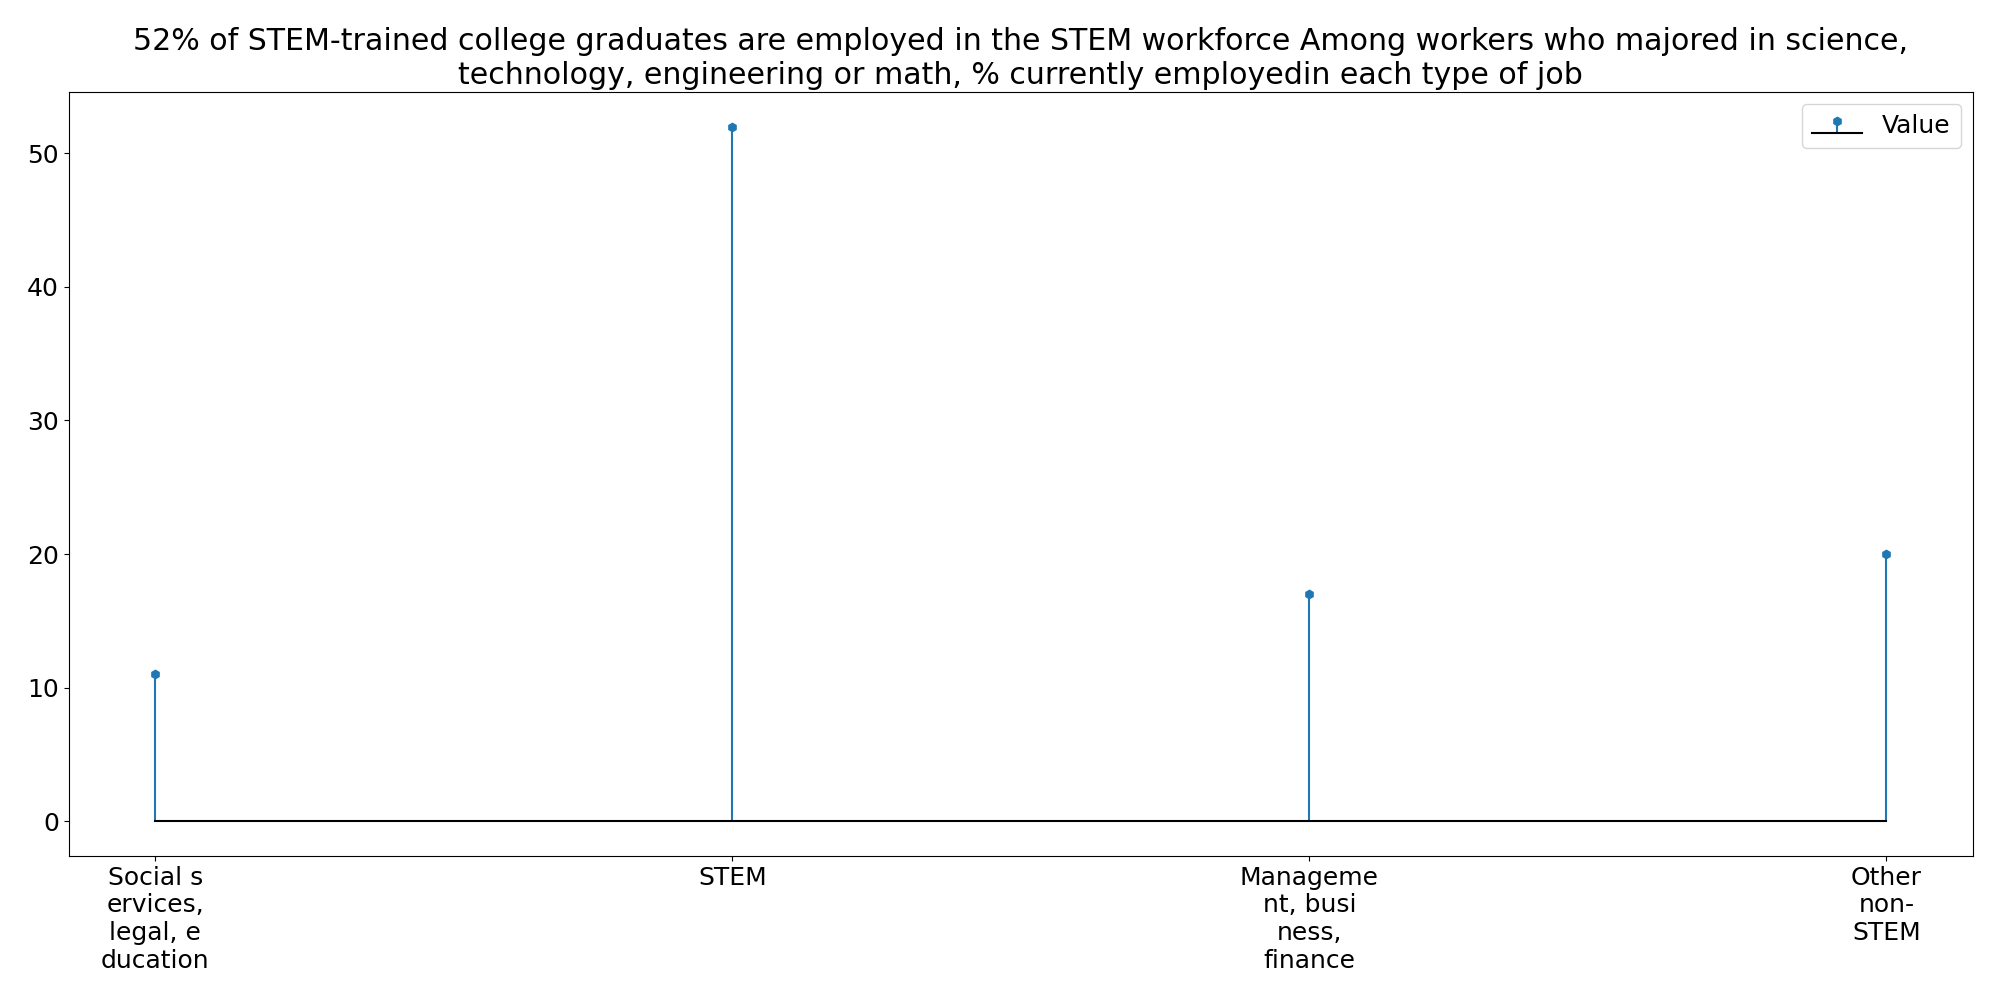 52% of STEM-trained college graduates are employed in the STEM workforce Among workers who majored in science,
technology, engineering or math, % currently employedin each type of job
Value
50
40
30
20
10
0
Social s
ervices,
legal, e
ducation
STEM
Manageme
nt, busi
ness,
finance
Other
non-
STEM